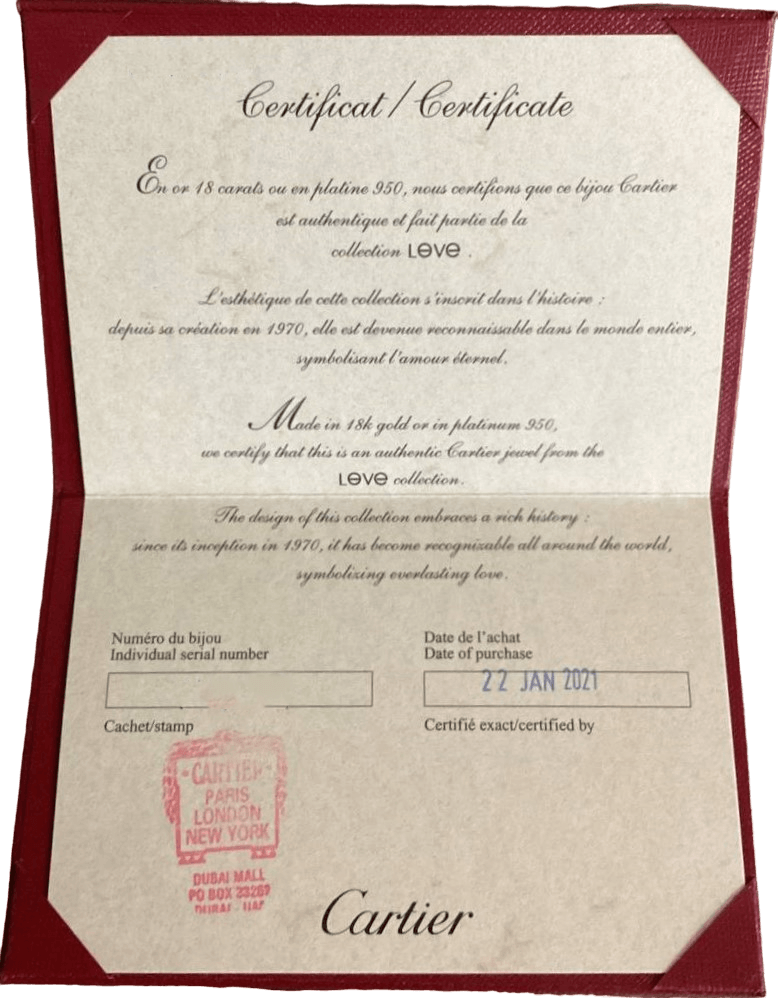 Certificat / Certificate
En or 18 carats ou en platine 950, nous certifions que ce bijou Cartier
est authentique et fait partie de la
collection LOVE .
L'esthétique de cette collection s'inscrit dans l'histoire :
depuis sa création en 1970, elle est devenue reconnaissable dans le monde entier,
symbolisant l'amour éternel.
Made in 18k gold or in platinum 950,
we certify that this is an authentic Cartier jewel from the
LOVE collection.
The design of this collection embraces a rich history :
since its inception in 1970, it has become recognizable all around the world,
symbolizing everlasting love.
Numéro du bijou
Individual serial number
Date de l'achat
Date of purchase
22 JAN 2021
Cachet/stamp
Certifié exact/certified by
CARTIER
PARIS
LONDON
NEW YORK
DUBAI MALL
PO BOX
Cartier